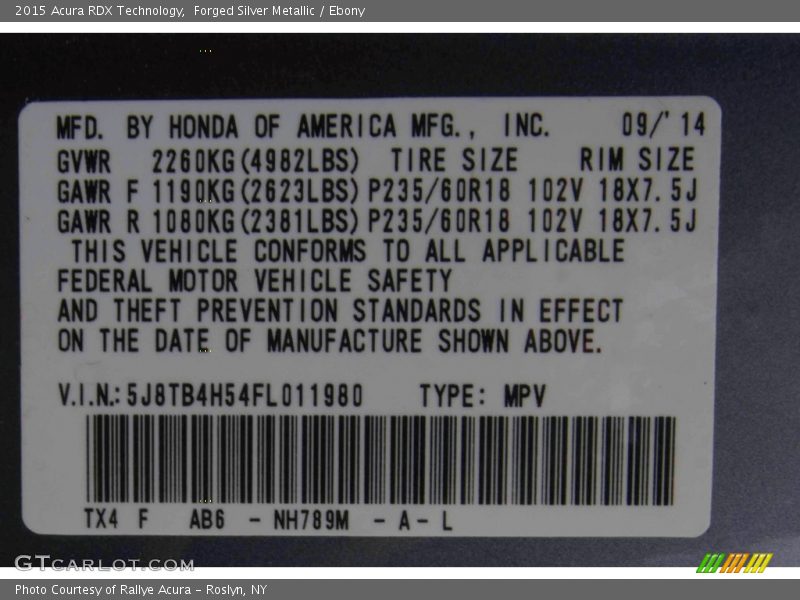 2015 Acura RDX Technology,  Forged Silver Metallic / Ebony
MFD. BY HONDA OF AMERICA MFG., INC. 09/'14
GVWR 2260KG(4982LBS) TIRE SIZE RIM SIZE
GAWR F 1190KG(2623LBS) P235/60R18 102V 18X7.5J
GAWR R 1080KG(2381LBS) P235/60R18 102V 18X7.5J
THIS VEHICLE CONFORMS TO ALL APPLICABLE
FEDERAL MOTOR VEHICLE SAFETY
AND THEFT PREVENTION STANDARDS IN EFFECT
ON THE DATE OF MANUFACTURE SHOWN ABOVE.
V.I.N.: 5J8TB4H54FL011980 TYPE: MPV
TX4 F AB6 - NH789M - A - L
GTCARLOT.COM
Photo Courtesy of Rallye Acura - Roslyn, NY